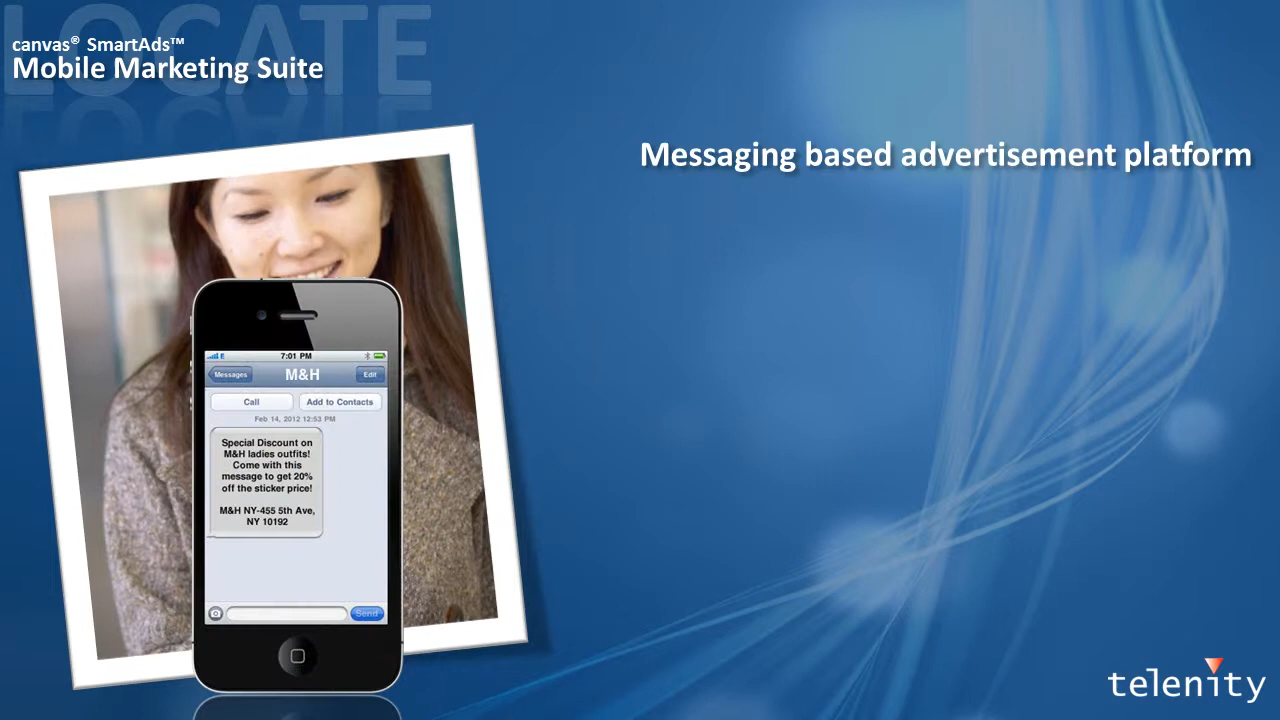 LOCATE
canvas® SmartAds™
Mobile Marketing Suite
Messaging based advertisement platform
E
7:01 PM
Messages
M&H
Edit
Call
Add to Contacts
Feb 14, 2012 12:53 PM
Special Discount on
M&H ladies outfits!
Come with this
message to get 20%
off the sticker price!
M&H NY-455 5th Ave,
NY 10192
Send
telenity